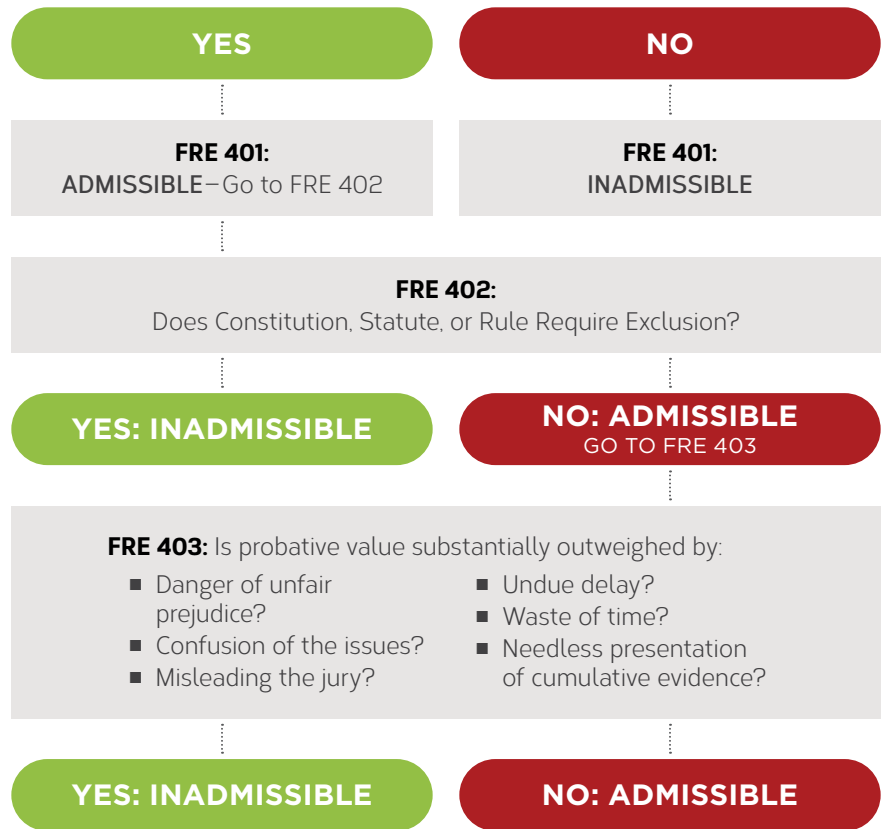 YES
NO
FRE 401:
ADMISSIBLE–Go to FRE 402
FRE 401:
INADMISSIBLE
FRE 402:
Does Constitution, Statute, or Rule Require Exclusion?
YES: INADMISSIBLE
NO: ADMISSIBLE
GO TO FRE 403
FRE 403: Is probative value substantially outweighed by:
■ Danger of unfair
prejudice?
■ Confusion of the issues?
■ Misleading the jury?
■ Undue delay?
■ Waste of time?
■ Needless presentation
of cumulative evidence?
YES: INADMISSIBLE
NO: ADMISSIBLE